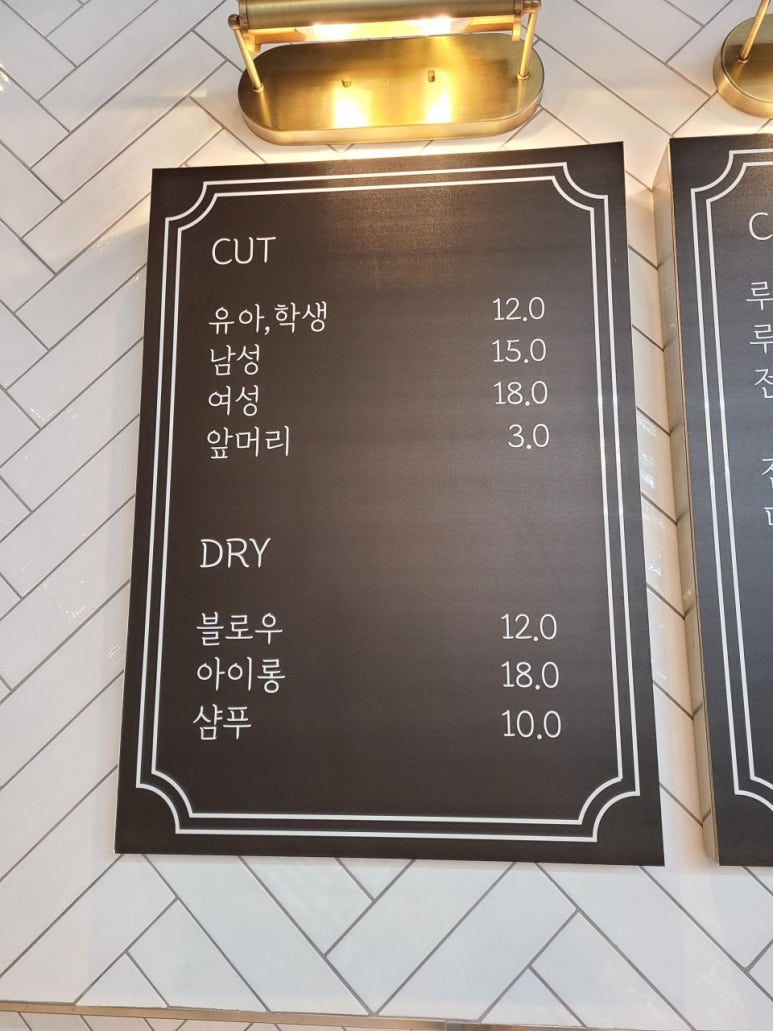 CUT
유아,학생 12.0
남성 15.0
여성 18.0
앞머리 3.0
DRY
블로우 12.0
아이롱 18.0
샴푸 10.0